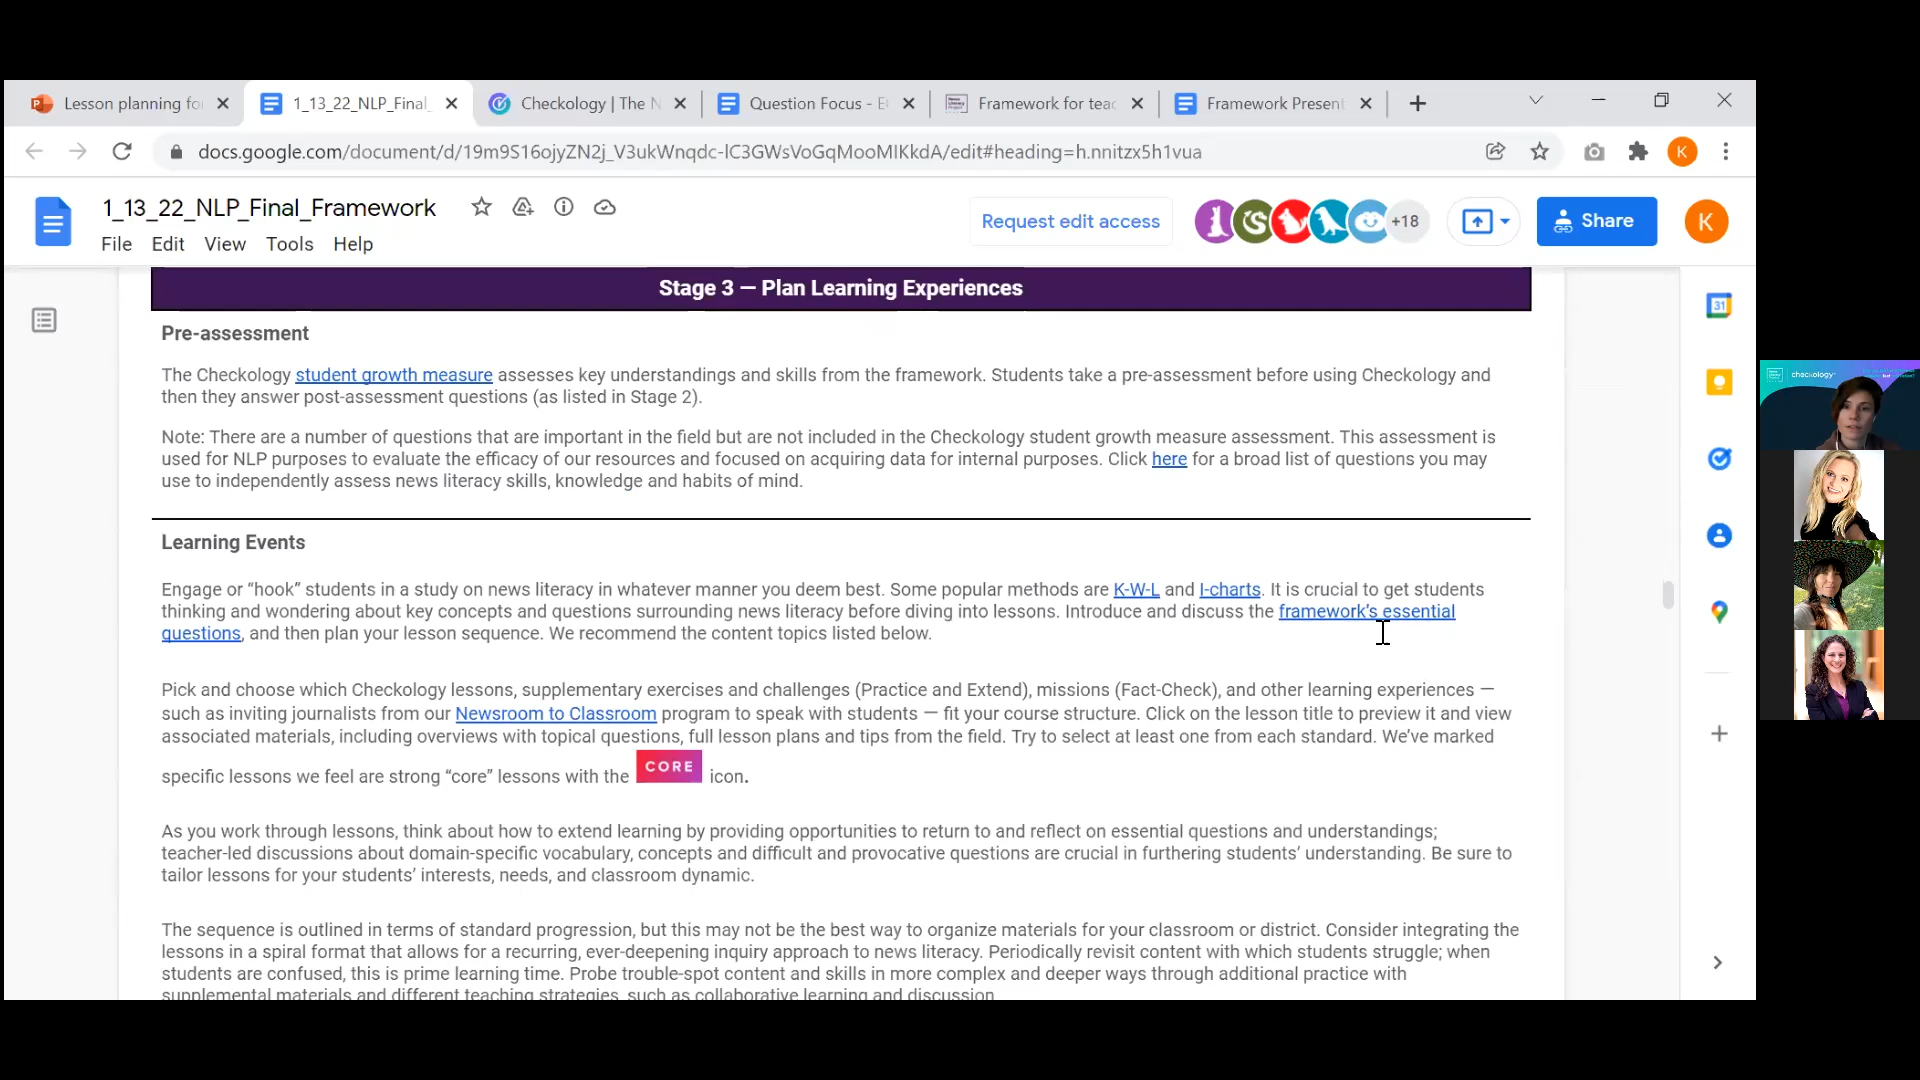 Lesson planning fo
1_13_22_NLP_Final_
Checkology | The N
Question Focus - E
Framework for teac
Framework Present
docs.google.com/document/d/19m9S16ojyZN2j_V3ukWnqdc-lC3GWsVoGqMooMIKkdA/edit#heading=h.nnitzx5h1vua
K
1_13_22_NLP_Final_Framework
File Edit View Tools Help
Request edit access
+18
Share
K
Stage 3 — Plan Learning Experiences
Pre-assessment
The Checkology student growth measure assesses key understandings and skills from the framework. Students take a pre-assessment before using Checkology and
then they answer post-assessment questions (as listed in Stage 2).
Note: There are a number of questions that are important in the field but are not included in the Checkology student growth measure assessment. This assessment is
used for NLP purposes to evaluate the efficacy of our resources and focused on acquiring data for internal purposes. Click here for a broad list of questions you may
use to independently assess news literacy skills, knowledge and habits of mind.
Learning Events
Engage or “hook” students in a study on news literacy in whatever manner you deem best. Some popular methods are K-W-L and I-charts. It is crucial to get students
thinking and wondering about key concepts and questions surrounding news literacy before diving into lessons. Introduce and discuss the framework's essential
questions, and then plan your lesson sequence. We recommend the content topics listed below.
Pick and choose which Checkology lessons, supplementary exercises and challenges (Practice and Extend), missions (Fact-Check), and other learning experiences —
such as inviting journalists from our Newsroom to Classroom program to speak with students — fit your course structure. Click on the lesson title to preview it and view
associated materials, including overviews with topical questions, full lesson plans and tips from the field. Try to select at least one from each standard. We've marked
specific lessons we feel are strong “core” lessons with the CORE icon.
As you work through lessons, think about how to extend learning by providing opportunities to return to and reflect on essential questions and understandings;
teacher-led discussions about domain-specific vocabulary, concepts and difficult and provocative questions are crucial in furthering students' understanding. Be sure to
tailor lessons for your students' interests, needs, and classroom dynamic.
The sequence is outlined in terms of standard progression, but this may not be the best way to organize materials for your classroom or district. Consider integrating the
lessons in a spiral format that allows for a recurring, ever-deepening inquiry approach to news literacy. Periodically revisit content with which students struggle; when
students are confused, this is prime learning time. Probe trouble-spot content and skills in more complex and deeper ways through additional practice with
supplemental materials and different teaching strategies, such as collaborative learning and discussion
31
checkology